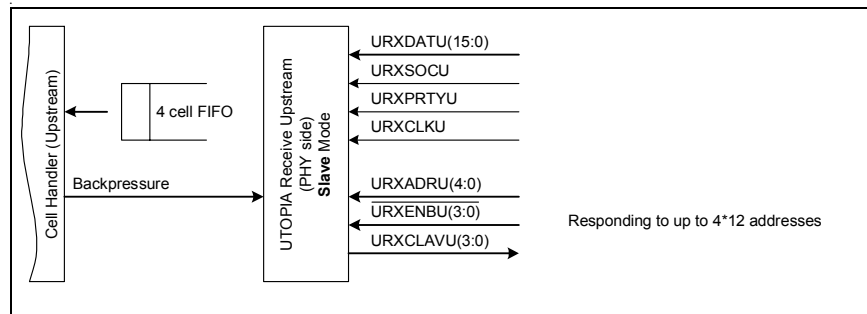 Cell Handler (Upstream)
4 cell FIFO
Backpressure
UTOPIA Receive Upstream
(PHY side)
Slave Mode
URXDATU(15:0)
URXSOCU
URXPRTYU
URXCLKU
URXADRU(4:0)
URXENBU(3:0)
URXCLAVU(3:0)
Responding to up to 4*12 addresses